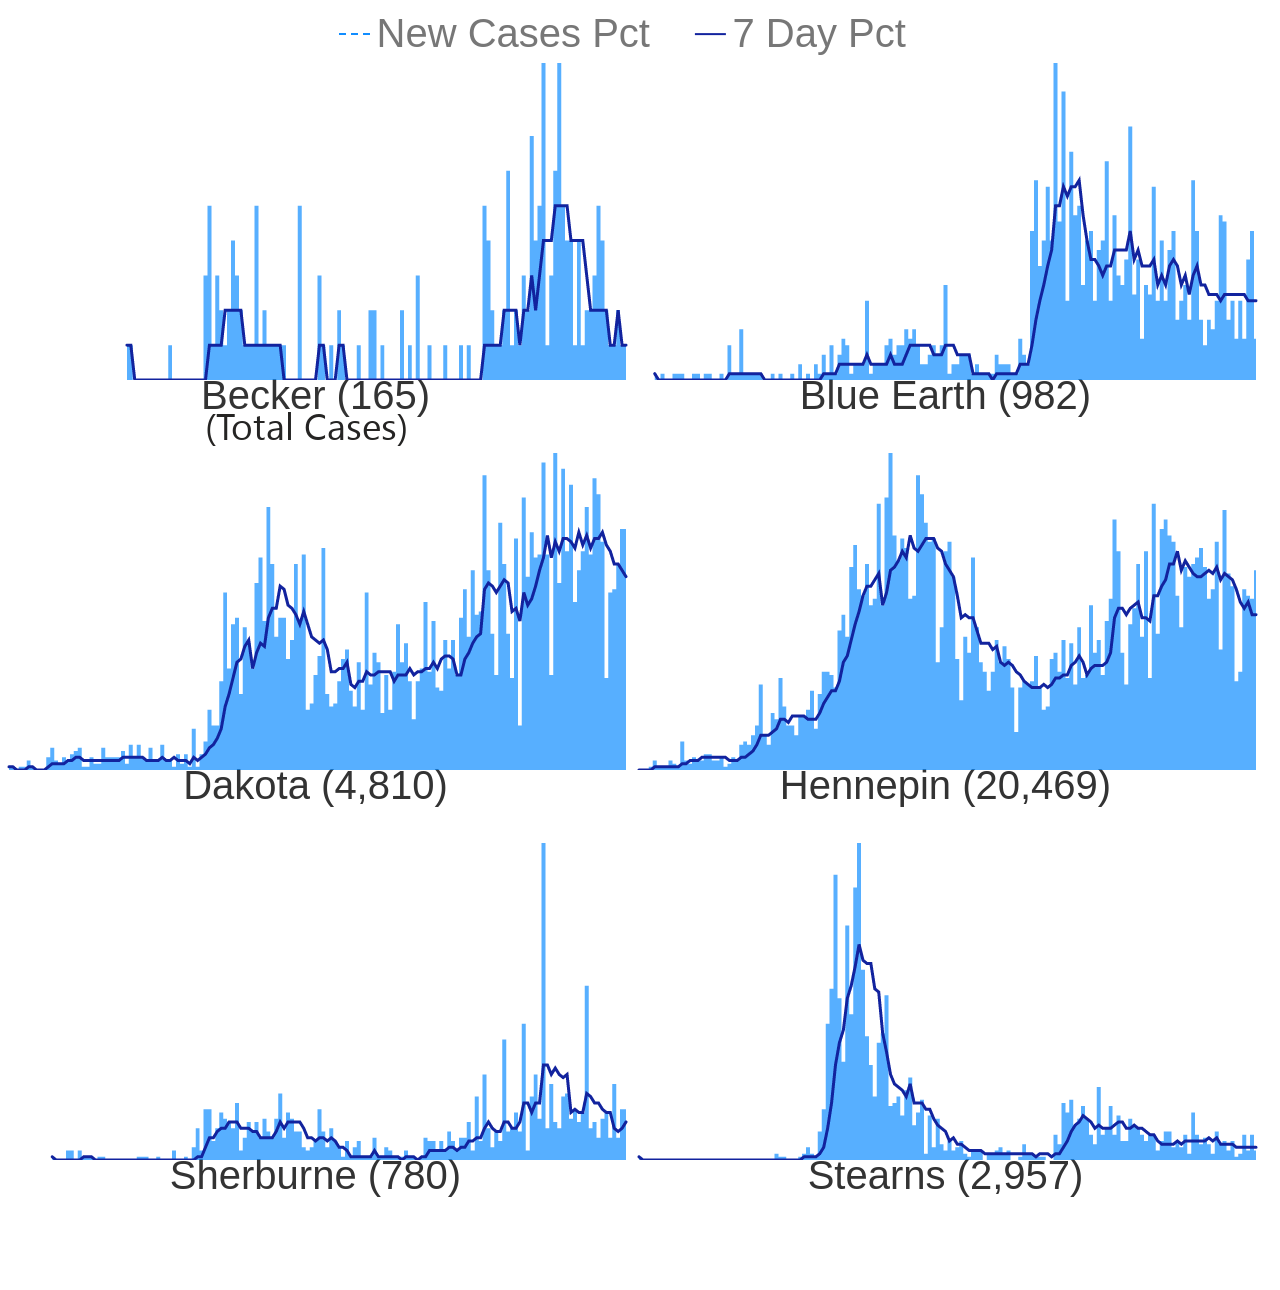 New Cases Pct 7 Day Pct
Becker (165) Blue Earth (982)
(Total Cases)
Dakota (4,810) Hennepin (20,469)
Sherburne (780) Stearns (2,957)